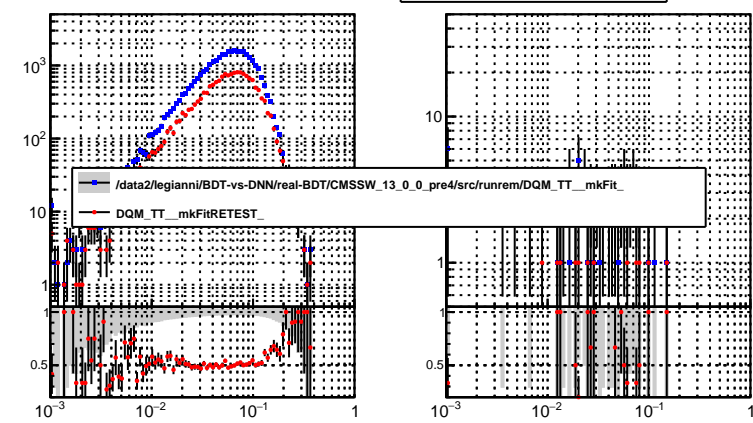 10³
10²
10
1
1
0.5
10⁻³ 10⁻² 10⁻¹ 1
10
1
1
0.5
10⁻³ 10⁻² 10⁻¹ 1
/data2/legianni/BDT-vs-DNN/real-BDT/CMSSW_13_0_0_pre4/src/runrem/DQM_TT__mkFit_
DQM_TT__mkFitRETEST_